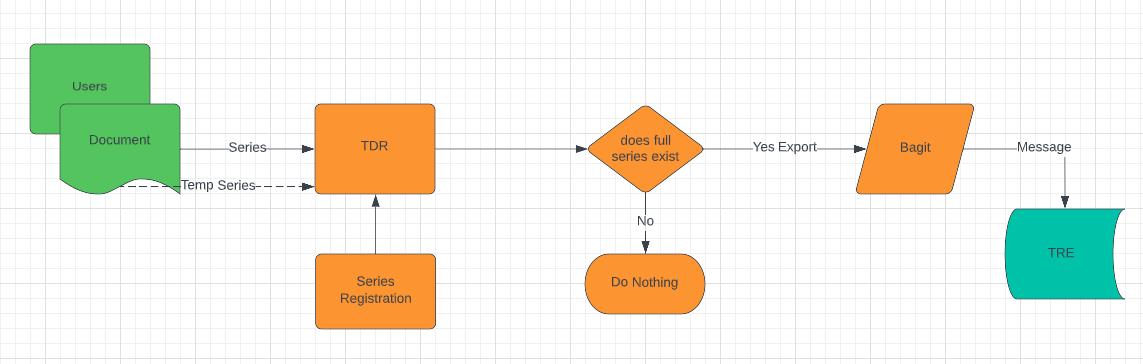 Users
Document
Series
Temp Series
TDR
Series
Registration
does full
series exist
Yes Export
No
Do Nothing
Bagit
Message
TRE